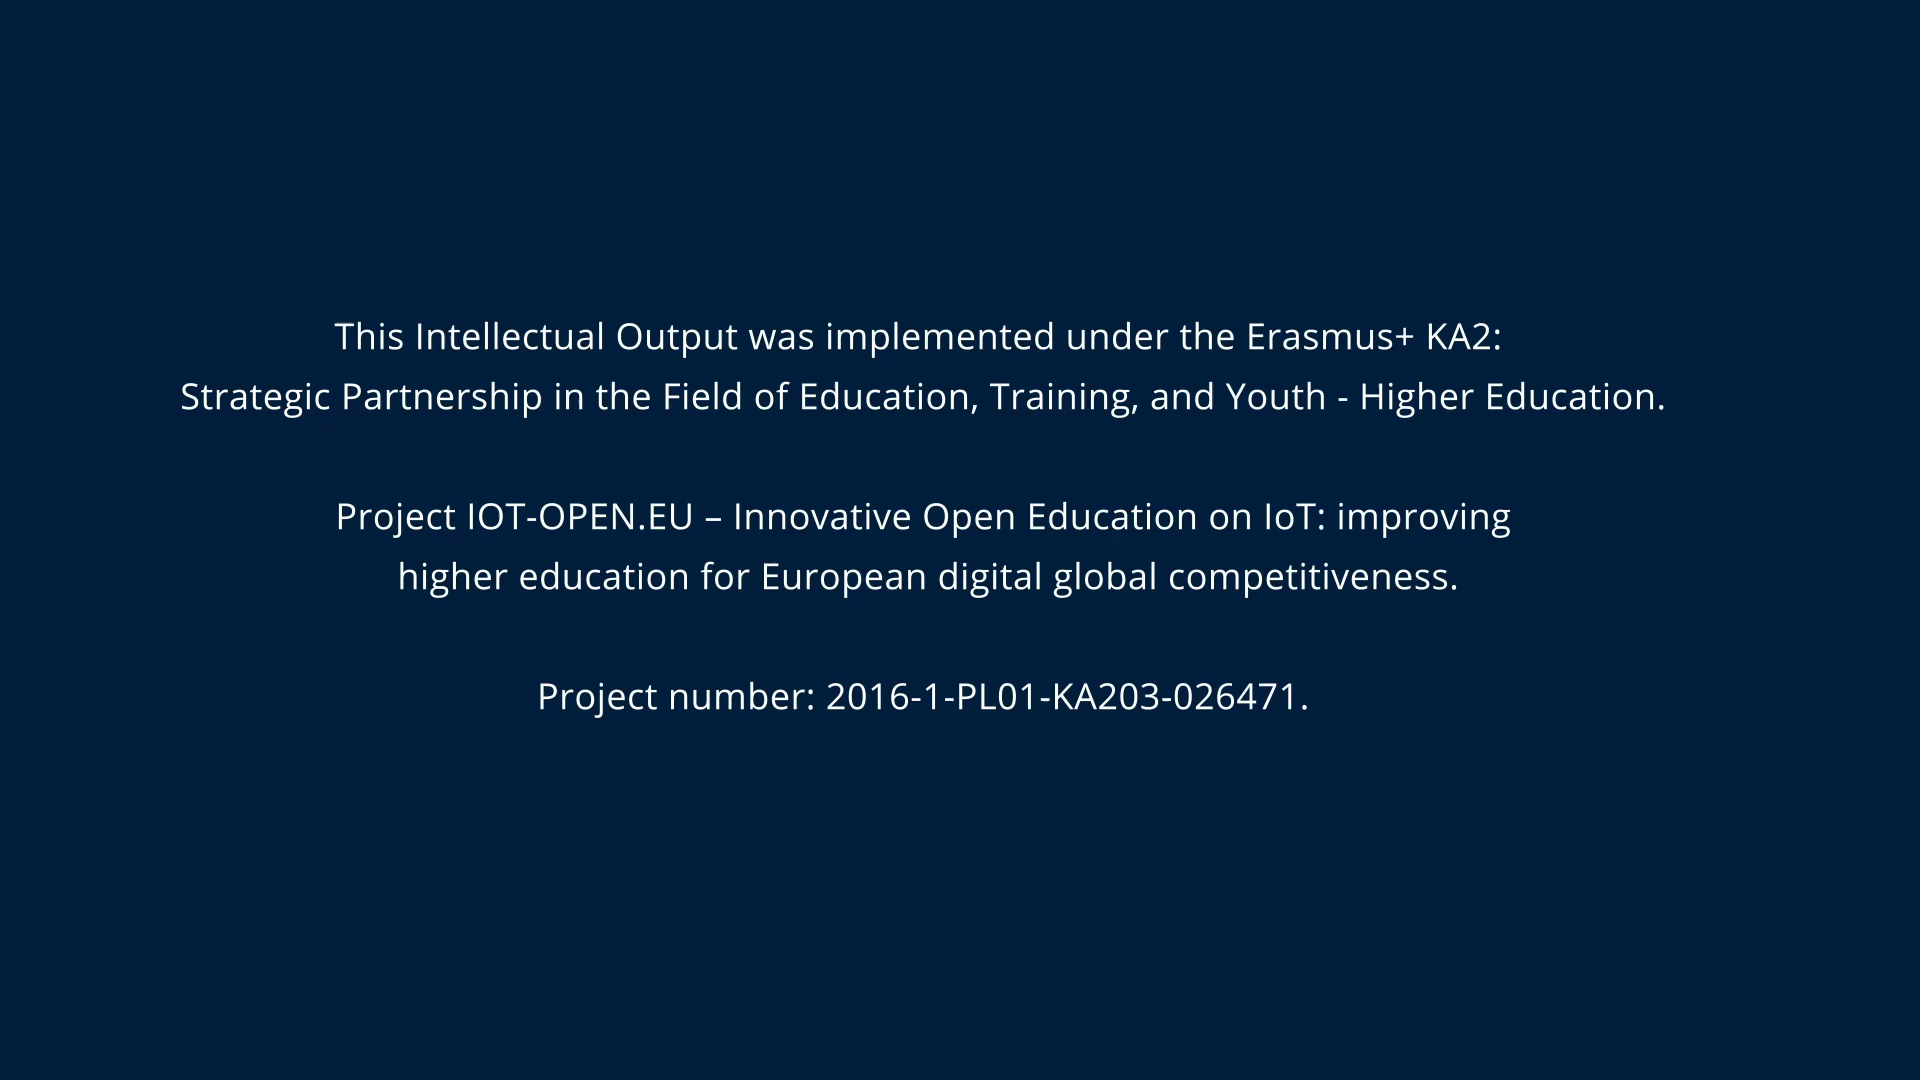 This Intellectual Output was implemented under the Erasmus+ KA2:
Strategic Partnership in the Field of Education, Training, and Youth - Higher Education.
Project IOT-OPEN.EU – Innovative Open Education on IoT: improving
higher education for European digital global competitiveness.
Project number: 2016-1-PL01-KA203-026471.